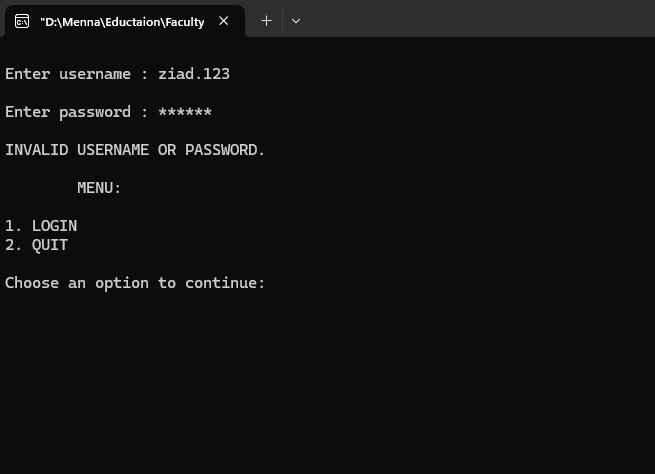 "D:\Menna\Eductaion\Faculty
Enter username : ziad.123
Enter password : ******
INVALID USERNAME OR PASSWORD.
MENU:
1. LOGIN
2. QUIT
Choose an option to continue: